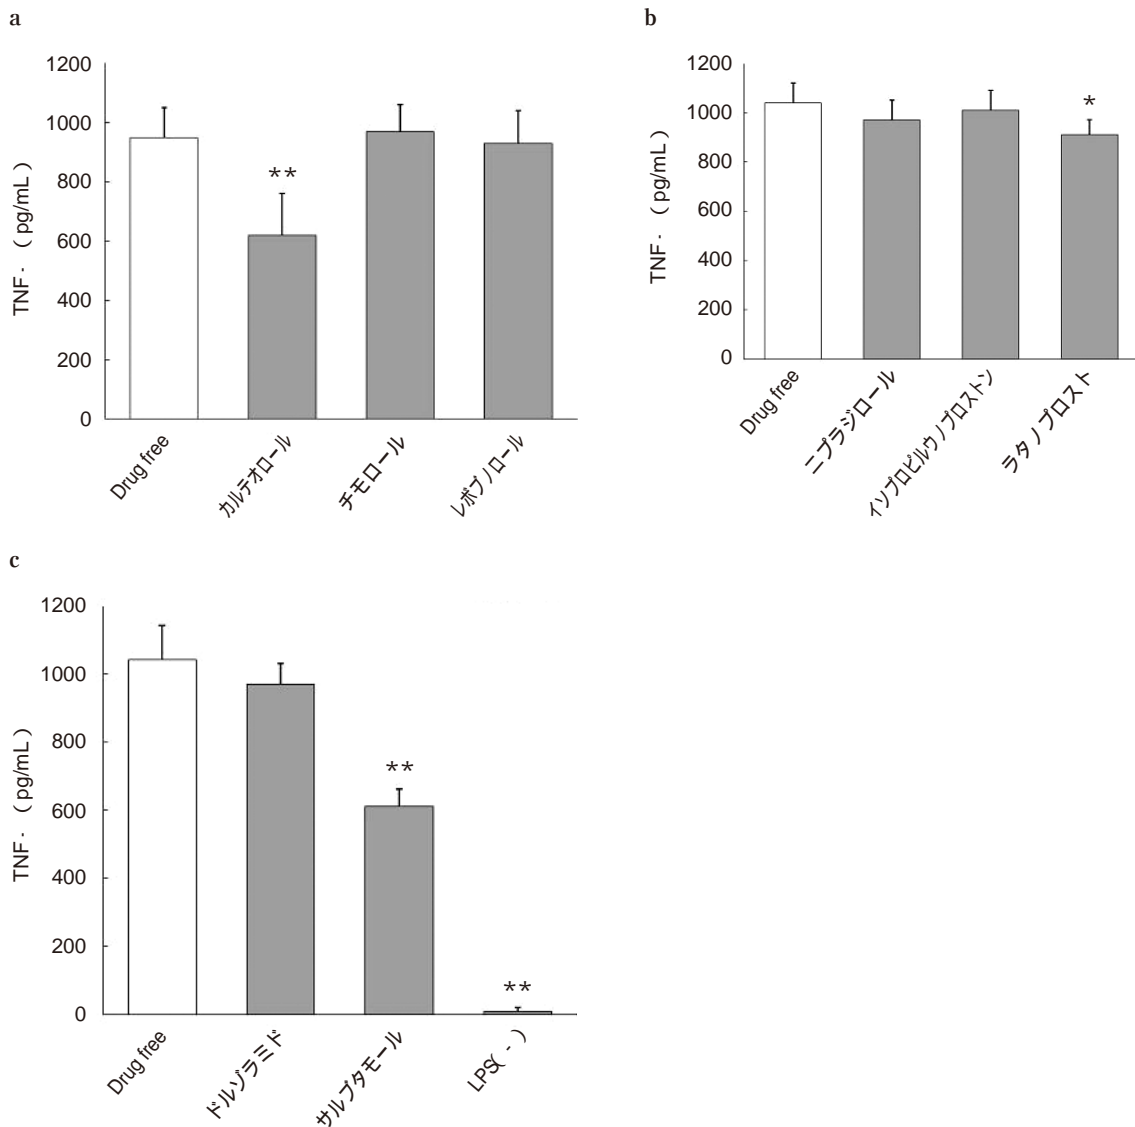 a
1200
1000
800
600
400
200
0
TNF- （pg/mL）
**
Drug free
カルテオロール
チモロール
レボブノロール
b
1200
1000
800
600
400
200
0
TNF- （pg/mL）
*
Drug free
ニプラジロール
イソプロピルウノプロストン
ラタノプロスト
c
1200
1000
800
600
400
200
0
TNF- （pg/mL）
**
**
Drug free
ドルゾラミド
サルブタモール
LPS(-)